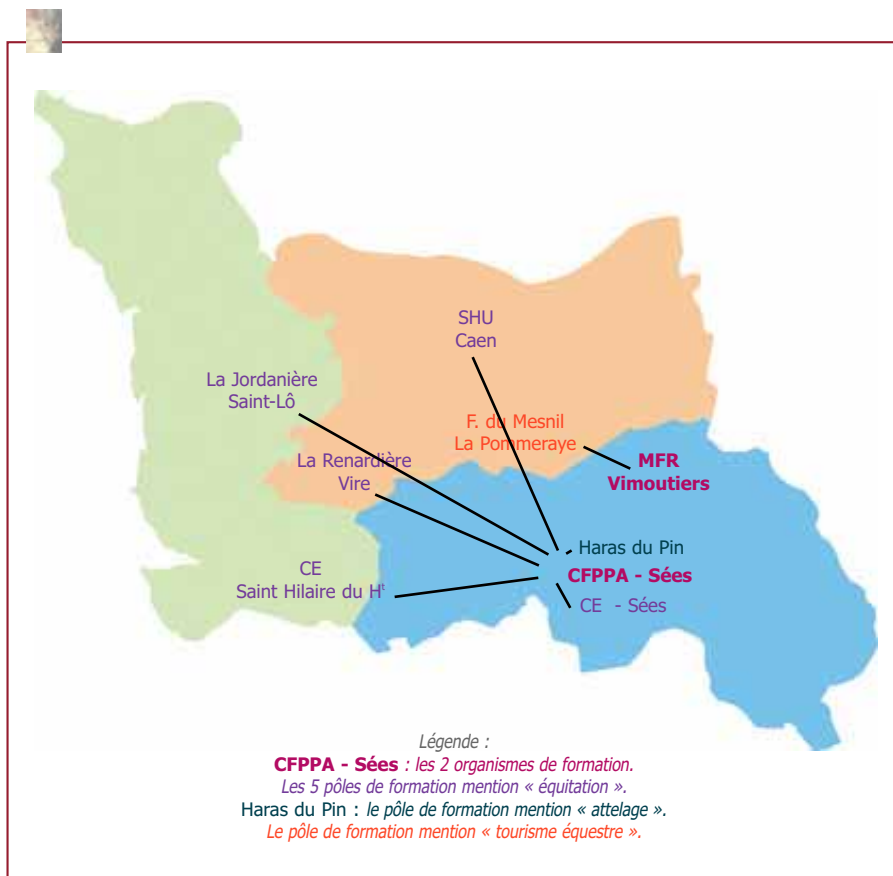 SHU
Caen
La Jordanière
Saint-Lô
F. du Mesnil
La Pommeraye
La Renardière
Vire
MFR
Vimoutiers
Haras du Pin
CFPPA - Sées
CE
Saint Hilaire du Hᵗ
CE - Sées
Légende :
CFPPA - Sées : les 2 organismes de formation.
Les 5 pôles de formation mention « équitation ».
Haras du Pin : le pôle de formation mention « attelage ».
Le pôle de formation mention « tourisme équestre ».